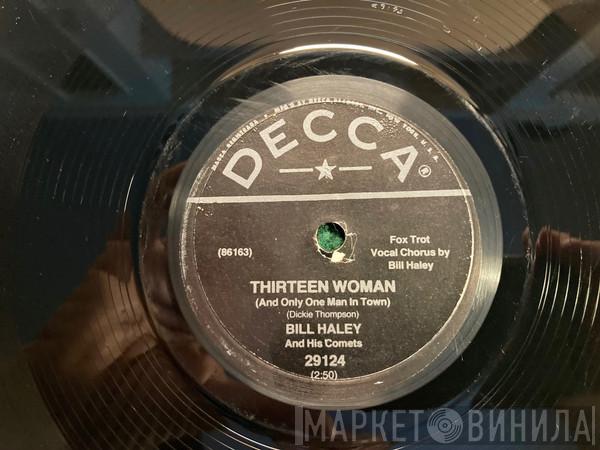 DECCA®
(86163)
Fox Trot
Vocal Chorus by
Bill Haley
THIRTEEN WOMAN
(And Only One Man In Town)
(Dickie Thompson)
BILL HALEY
And His Comets
29124
(2:50)
МАРКЕТ ВИНИЛА